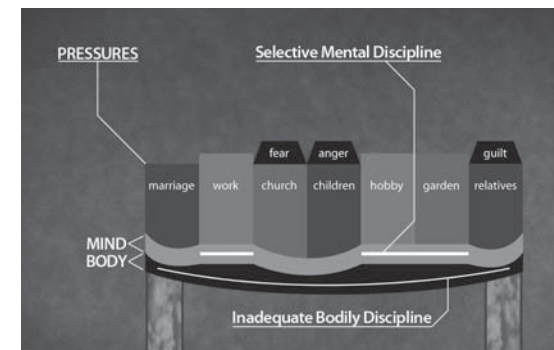 PRESSURES
Selective Mental Discipline
fear anger guilt
marriage work church children hobby garden relatives
MIND
BODY
Inadequate Bodily Discipline